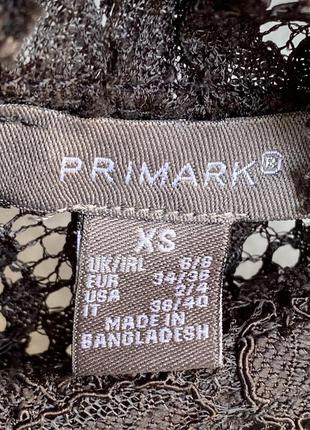 PRIMARK®
XS
UK/IRL 6/8
EUR 34/36
USA 2/4
IT 38/40
MADE IN
BANGLADESH